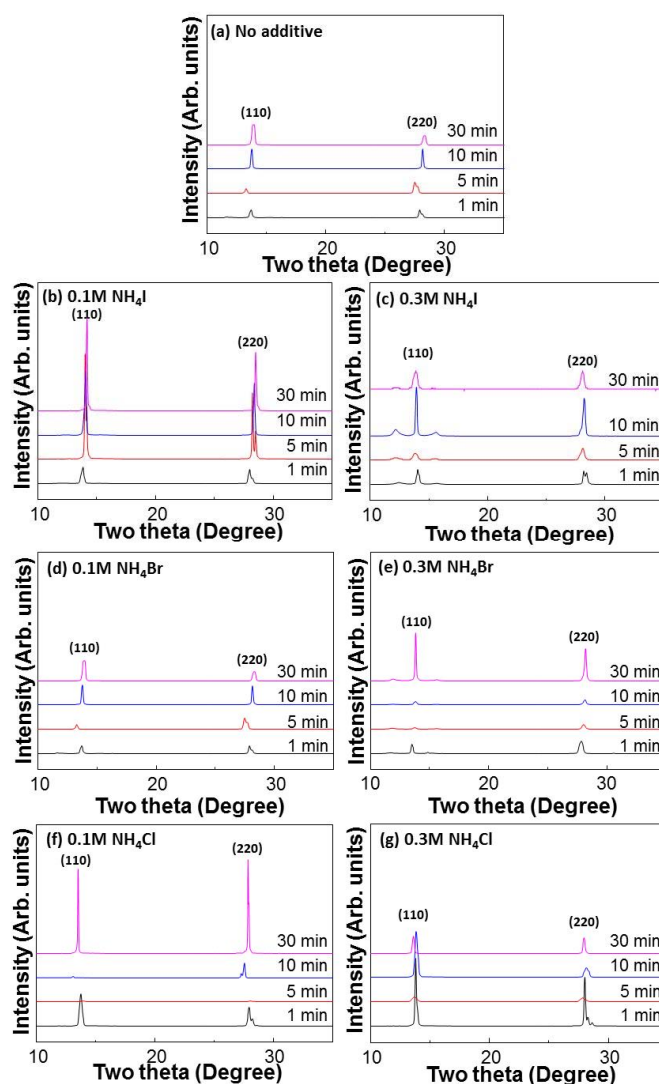 (a) No additive
(110)
(220)
30 min
10 min
5 min
1 min
Intensity (Arb. units)
10
20
30
Two theta (Degree)
(b) 0.1M NH₄I
(110)
(220)
30 min
10 min
5 min
1 min
Intensity (Arb. units)
10
20
30
Two theta (Degree)
(c) 0.3M NH₄I
(110)
(220)
30 min
10 min
5 min
1 min
Intensity (Arb. units)
10
20
30
Two theta (Degree)
(d) 0.1M NH₄Br
(110)
(220)
30 min
10 min
5 min
1 min
Intensity (Arb. units)
10
20
30
Two theta (Degree)
(e) 0.3M NH₄Br
(110)
(220)
30 min
10 min
5 min
1 min
Intensity (Arb. units)
10
20
30
Two theta (Degree)
(f) 0.1M NH₄Cl
(110)
(220)
30 min
10 min
5 min
1 min
Intensity (Arb. units)
10
20
30
Two theta (Degree)
(g) 0.3M NH₄Cl
(110)
(220)
30 min
10 min
5 min
1 min
Intensity (Arb. units)
10
20
30
Two theta (Degree)